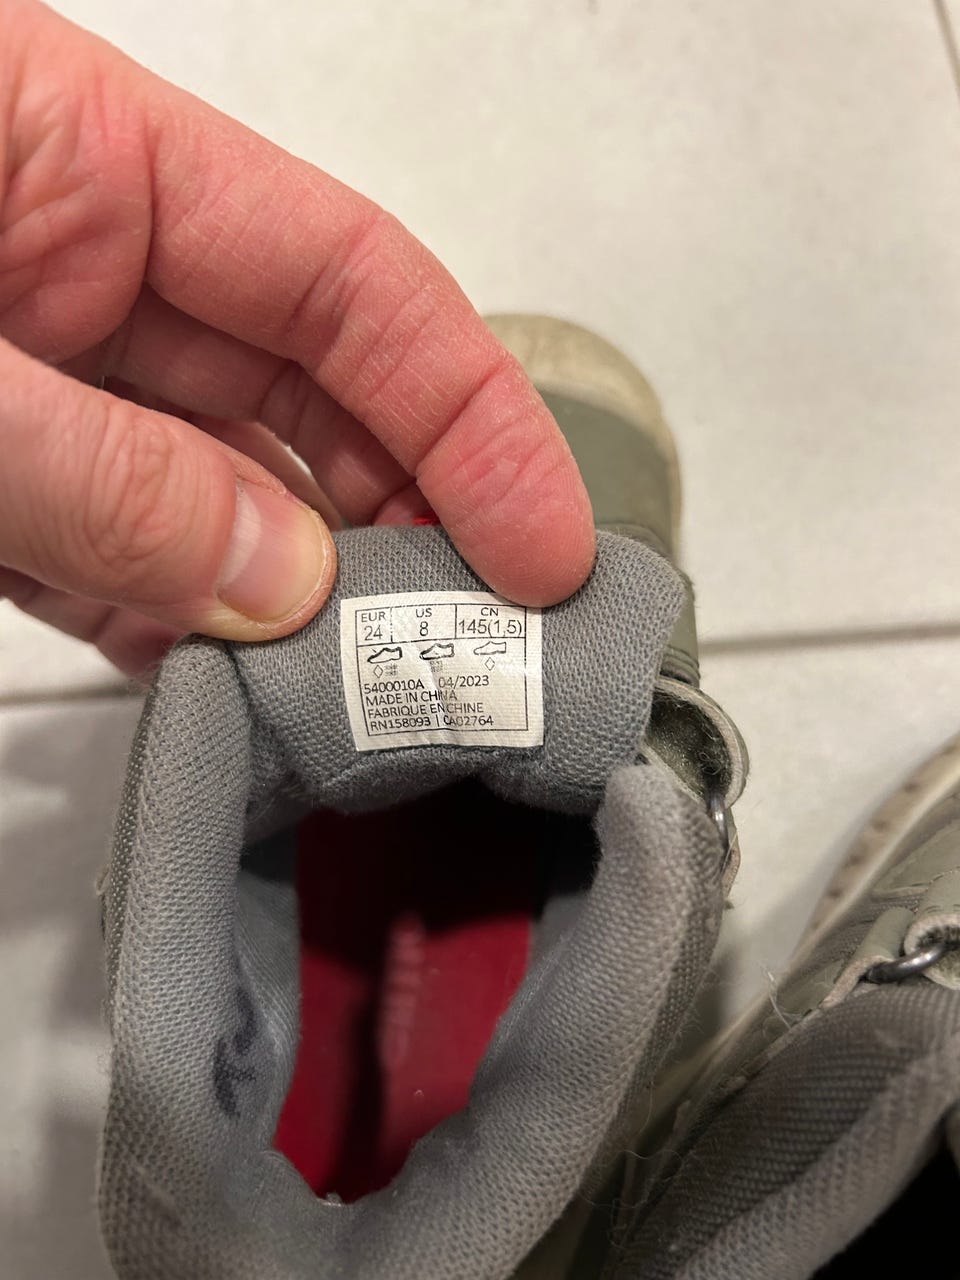 EUR US CN
24 8 145(1,5)
5400010A 04/2023
MADE IN CHINA
FABRIQUE EN CHINE
RN158093 | CA02764